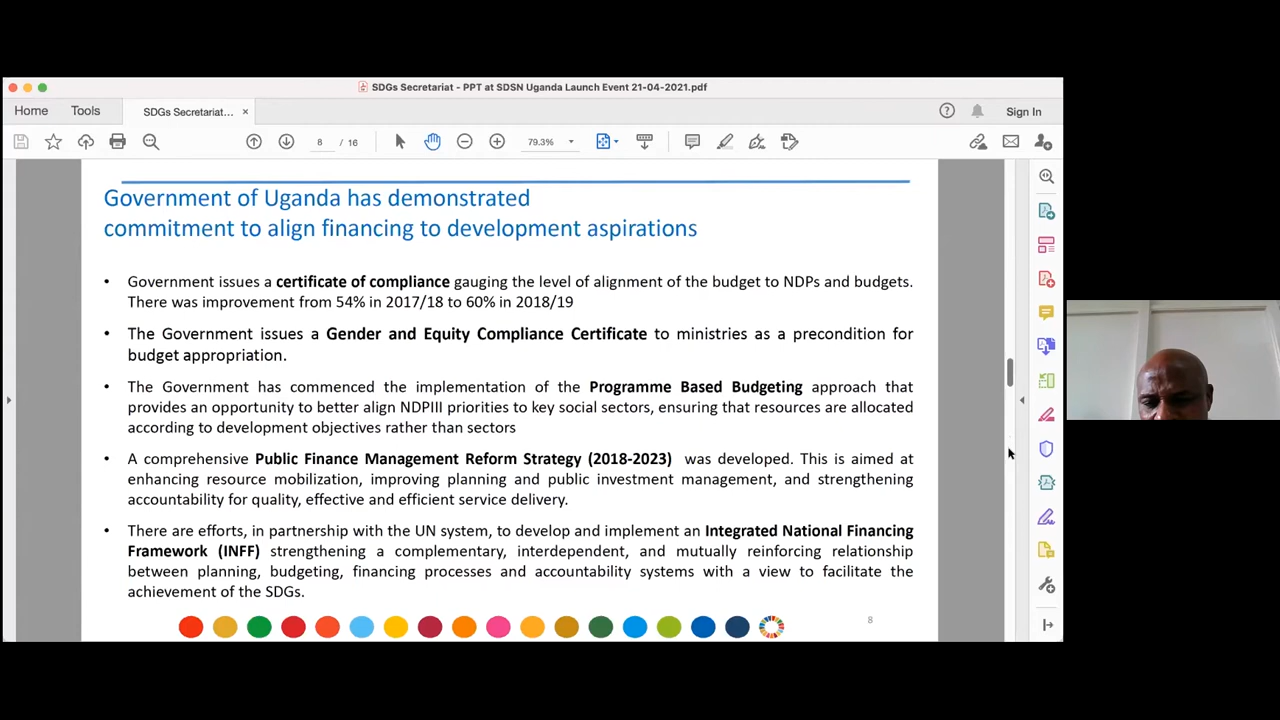 SDGs Secretariat - PPT at SDSN Uganda Launch Event 21-04-2021.pdf
Home Tools SDGs Secretariat... × Sign In
8 / 16 79.3%
Government of Uganda has demonstrated
commitment to align financing to development aspirations
• Government issues a certificate of compliance gauging the level of alignment of the budget to NDPs and budgets.
There was improvement from 54% in 2017/18 to 60% in 2018/19
• The Government issues a Gender and Equity Compliance Certificate to ministries as a precondition for
budget appropriation.
• The Government has commenced the implementation of the Programme Based Budgeting approach that
provides an opportunity to better align NDPIII priorities to key social sectors, ensuring that resources are allocated
according to development objectives rather than sectors
• A comprehensive Public Finance Management Reform Strategy (2018-2023) was developed. This is aimed at
enhancing resource mobilization, improving planning and public investment management, and strengthening
accountability for quality, effective and efficient service delivery.
• There are efforts, in partnership with the UN system, to develop and implement an Integrated National Financing
Framework (INFF) strengthening a complementary, interdependent, and mutually reinforcing relationship
between planning, budgeting, financing processes and accountability systems with a view to facilitate the
achievement of the SDGs.
8